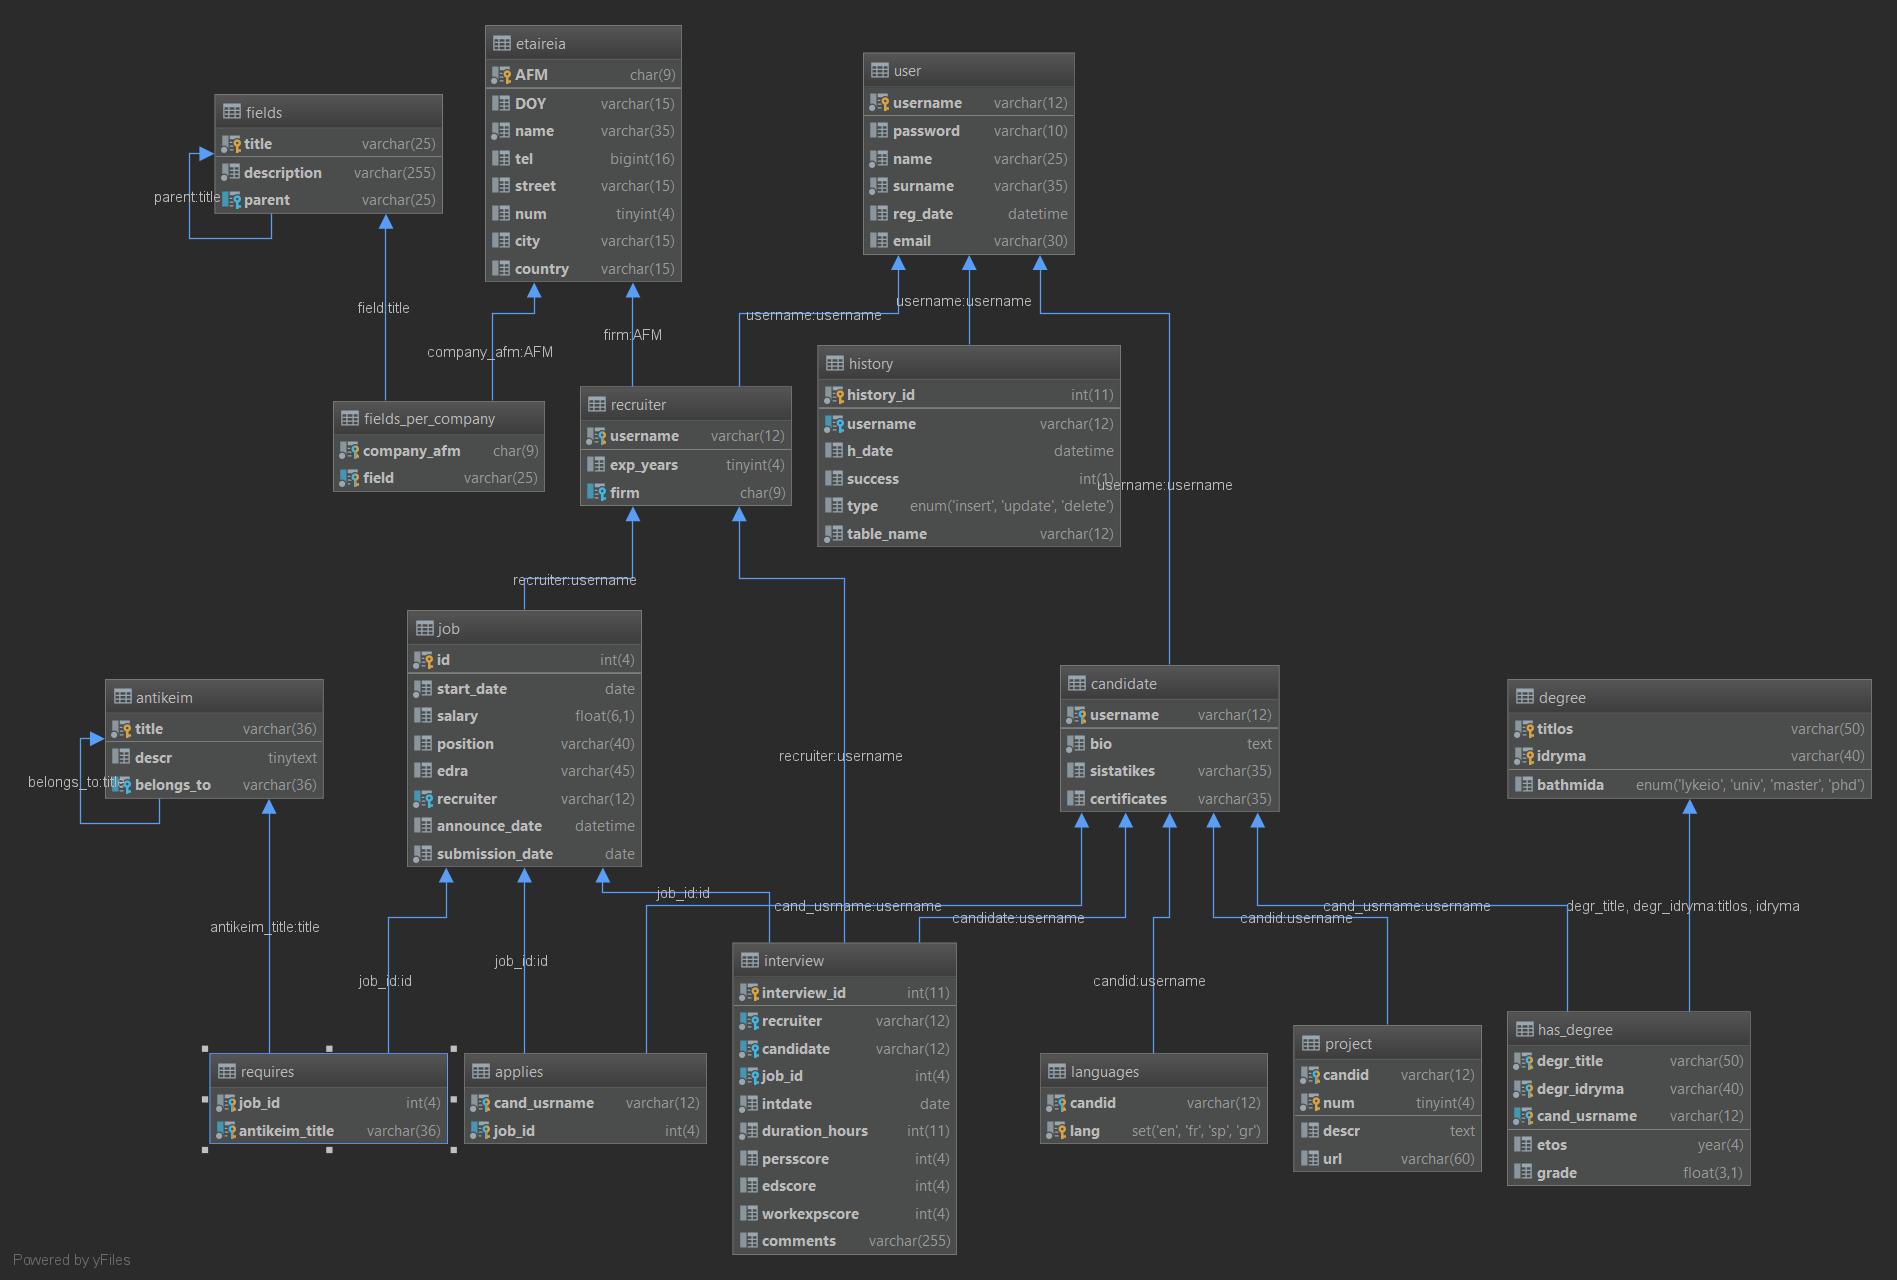 etaireia
AFM char(9)
DOY varchar(15)
name varchar(35)
tel bigint(16)
street varchar(15)
num tinyint(4)
city varchar(15)
country varchar(15)
user
username varchar(12)
password varchar(10)
name varchar(25)
surname varchar(35)
reg_date datetime
email varchar(30)
fields
title varchar(25)
description varchar(255)
parent varchar(25)
parent:title
field:title
company_afm:AFM
firm:AFM
username:username
username:username
username:username
fields_per_company
company_afm char(9)
field varchar(25)
recruiter
username varchar(12)
exp_years tinyint(4)
firm char(9)
history
history_id int(11)
username varchar(12)
h_date datetime
success int(1)
type enum('insert', 'update', 'delete')
table_name varchar(12)
recruiter:username
recruiter:username
job
id int(4)
start_date date
salary float(6,1)
position varchar(40)
edra varchar(45)
recruiter varchar(12)
announce_date datetime
submission_date date
antikeim
title varchar(36)
descr tinytext
belongs_to varchar(36)
belongs_to:title
candidate
username varchar(12)
bio text
sistatikes varchar(35)
certificates varchar(35)
degree
titlos varchar(50)
idryma varchar(40)
bathmida enum('lykeio', 'univ', 'master', 'phd')
antikeim_title:title
job_id:id
job_id:id
job_id:id
cand_usrname:username
candidate:username
candid:username
candid:username
cand_usrname:username
degr_title, degr_idryma:titlos, idryma
requires
job_id int(4)
antikeim_title varchar(36)
applies
cand_usrname varchar(12)
job_id int(4)
interview
interview_id int(11)
recruiter varchar(12)
candidate varchar(12)
job_id int(4)
intdate date
duration_hours int(11)
persscore int(4)
edscore int(4)
workexpscore int(4)
comments varchar(255)
languages
candid varchar(12)
lang set('en', 'fr', 'sp', 'gr')
project
candid varchar(12)
num tinyint(4)
descr text
url varchar(60)
has_degree
degr_title varchar(50)
degr_idryma varchar(40)
cand_usrname varchar(12)
etos year(4)
grade float(3,1)
Powered by yFiles